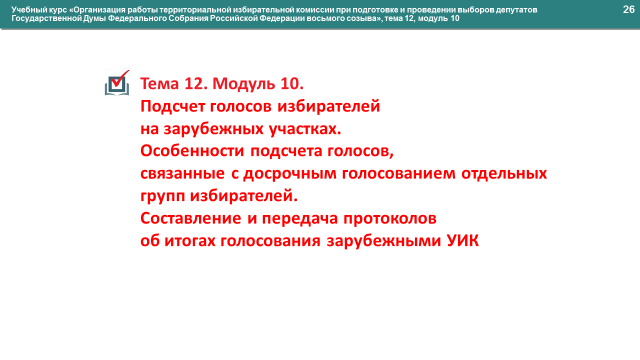 Учебный курс «Организация работы территориальной избирательной комиссии при подготовке и проведении выборов депутатов
Государственной Думы Федерального Собрания Российской Федерации восьмого созыва», тема 12, модуль 10
26
Тема 12. Модуль 10.
Подсчет голосов избирателей
на зарубежных участках.
Особенности подсчета голосов,
связанные с досрочным голосованием отдельных
групп избирателей.
Составление и передача протоколов
об итогах голосования зарубежными УИК